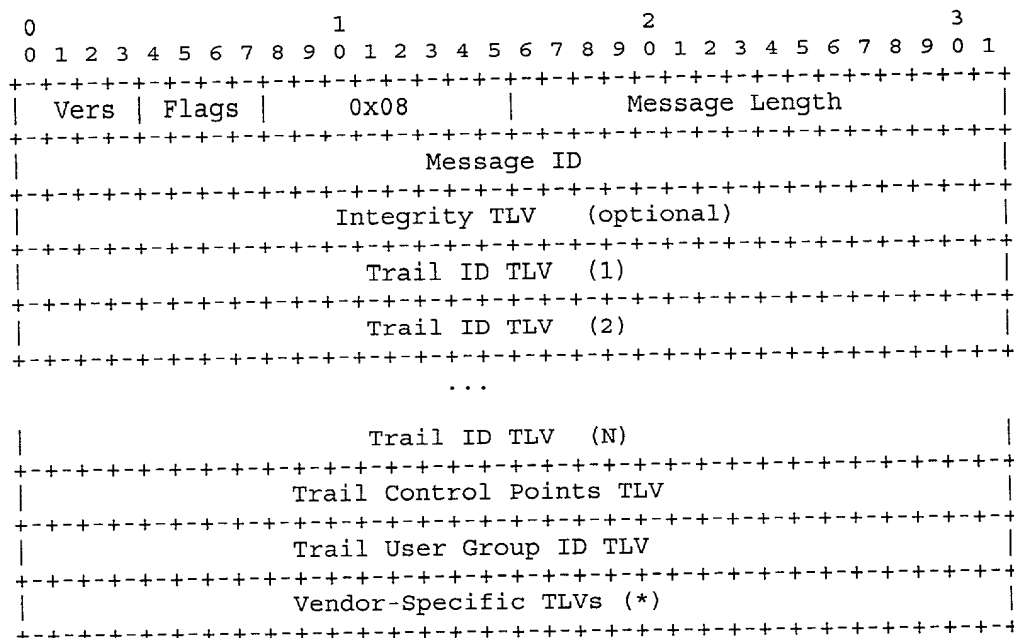 0                   1                   2                   3
0 1 2 3 4 5 6 7 8 9 0 1 2 3 4 5 6 7 8 9 0 1 2 3 4 5 6 7 8 9 0 1
+-+-+-+-+-+-+-+-+-+-+-+-+-+-+-+-+-+-+-+-+-+-+-+-+-+-+-+-+-+-+-+-+
| Vers | Flags | 0x08 | Message Length |
+-+-+-+-+-+-+-+-+-+-+-+-+-+-+-+-+-+-+-+-+-+-+-+-+-+-+-+-+-+-+-+-+
| Message ID |
+-+-+-+-+-+-+-+-+-+-+-+-+-+-+-+-+-+-+-+-+-+-+-+-+-+-+-+-+-+-+-+-+
| Integrity TLV (optional) |
+-+-+-+-+-+-+-+-+-+-+-+-+-+-+-+-+-+-+-+-+-+-+-+-+-+-+-+-+-+-+-+-+
| Trail ID TLV (1) |
+-+-+-+-+-+-+-+-+-+-+-+-+-+-+-+-+-+-+-+-+-+-+-+-+-+-+-+-+-+-+-+-+
| Trail ID TLV (2) |
+-+-+-+-+-+-+-+-+-+-+-+-+-+-+-+-+-+-+-+-+-+-+-+-+-+-+-+-+-+-+-+-+
...
| Trail ID TLV (N) |
+-+-+-+-+-+-+-+-+-+-+-+-+-+-+-+-+-+-+-+-+-+-+-+-+-+-+-+-+-+-+-+-+
| Trail Control Points TLV |
+-+-+-+-+-+-+-+-+-+-+-+-+-+-+-+-+-+-+-+-+-+-+-+-+-+-+-+-+-+-+-+-+
| Trail User Group ID TLV |
+-+-+-+-+-+-+-+-+-+-+-+-+-+-+-+-+-+-+-+-+-+-+-+-+-+-+-+-+-+-+-+-+
| Vendor-Specific TLVs (*) |
+-+-+-+-+-+-+-+-+-+-+-+-+-+-+-+-+-+-+-+-+-+-+-+-+-+-+-+-+-+-+-+-+